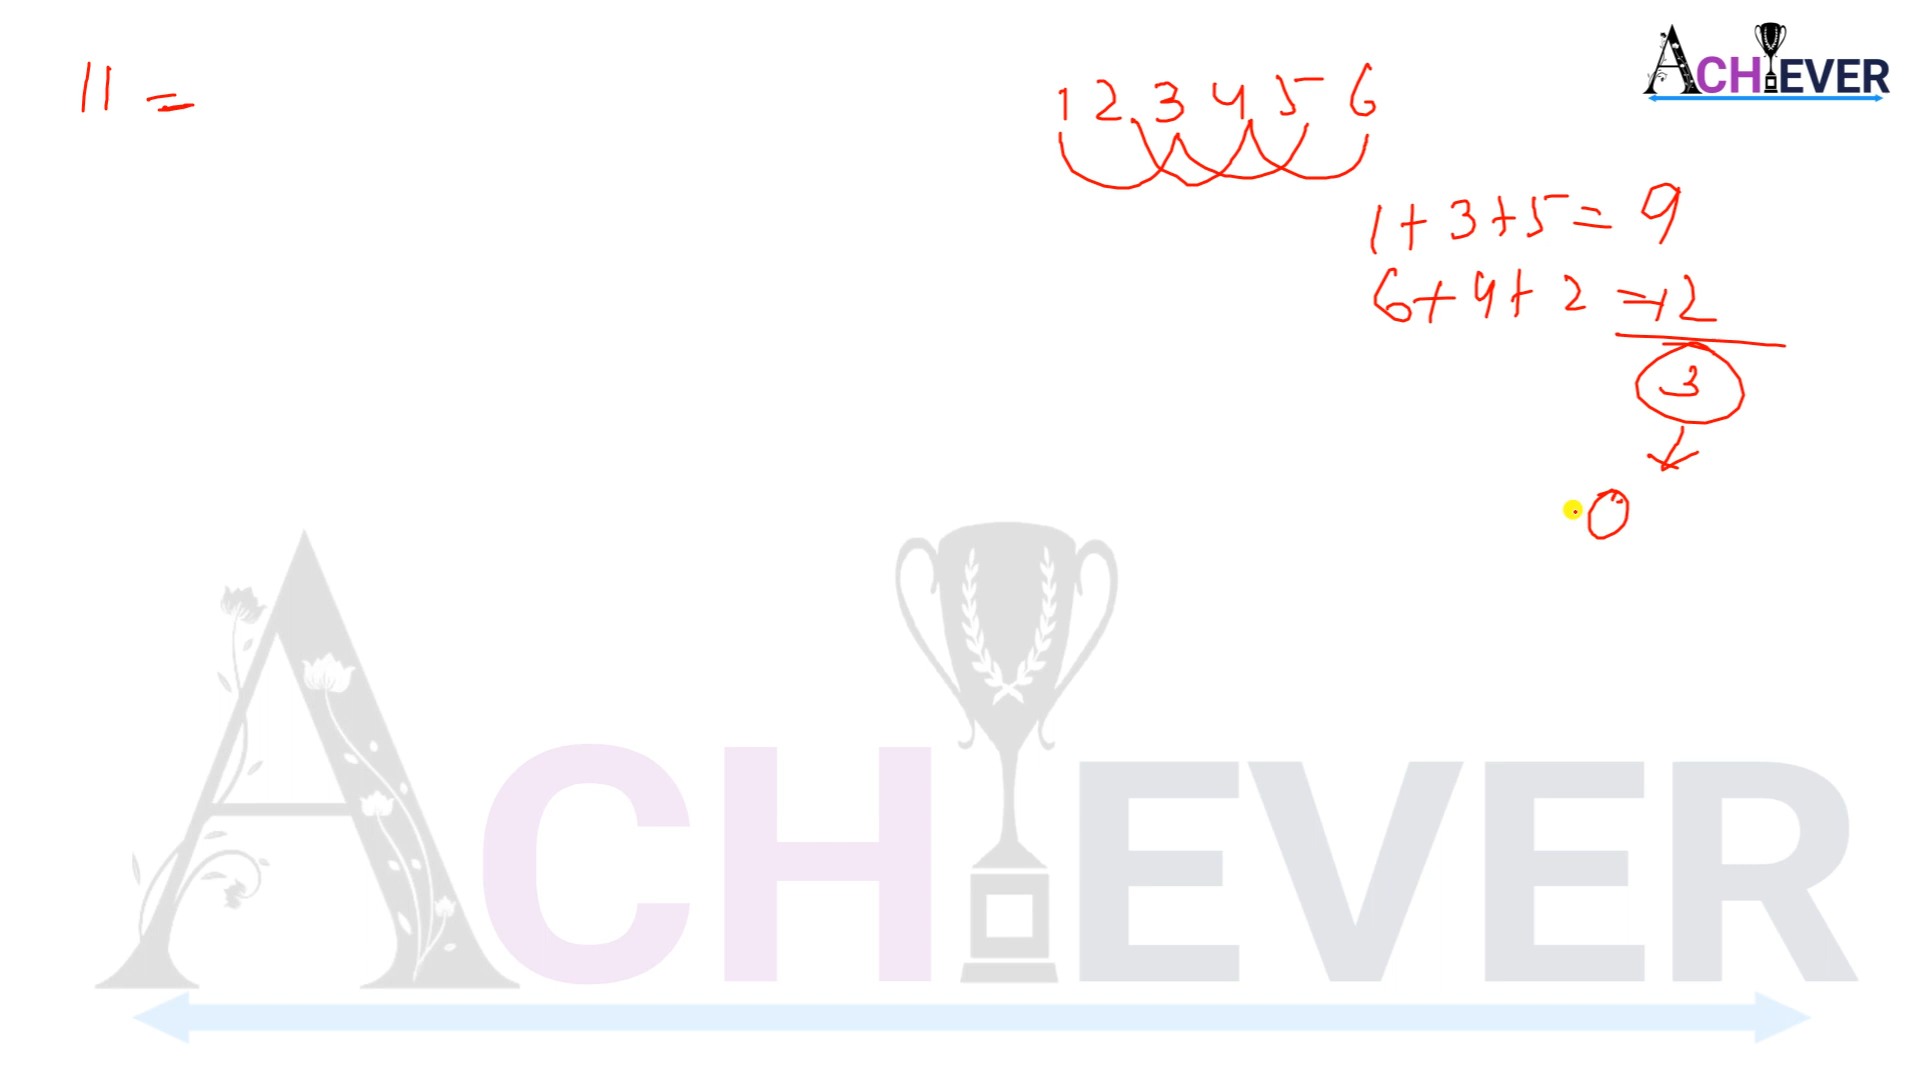 11 =
1 2 3 4 5 6
ACHIEVER
1 + 3 + 5 = 9
6 + 4 + 2 = 12
3
0
ACHIEVER